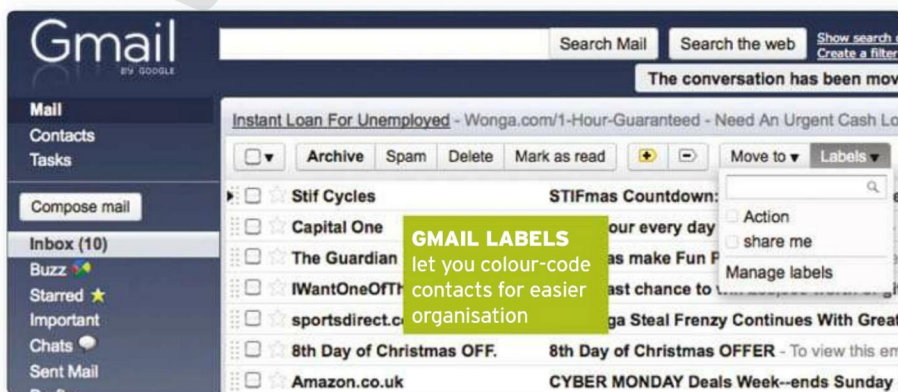 Gmail
BY GOOGLE
Search Mail
Search the web
Show search
Create a filter
The conversation has been mov
Mail
Contacts
Tasks
Compose mail
Inbox (10)
Buzz
Starred
Important
Chats
Sent Mail
Instant Loan For Unemployed - Wonga.com/1-Hour-Guaranteed - Need An Urgent Cash Lo
Archive Spam Delete Mark as read Move to Labels
Action
share me
Manage labels
Stif Cycles STIFmas Countdown:
Capital One our every day
The Guardian as make Fun P
IWantOneOfTh ast chance to
sportsdirect.c ga Steal Frenzy Continues With Great
8th Day of Christmas OFF. 8th Day of Christmas OFFER - To view this em
Amazon.co.uk CYBER MONDAY Deals Week--ends Sunday
GMAIL LABELS
let you colour-code
contacts for easier
organisation